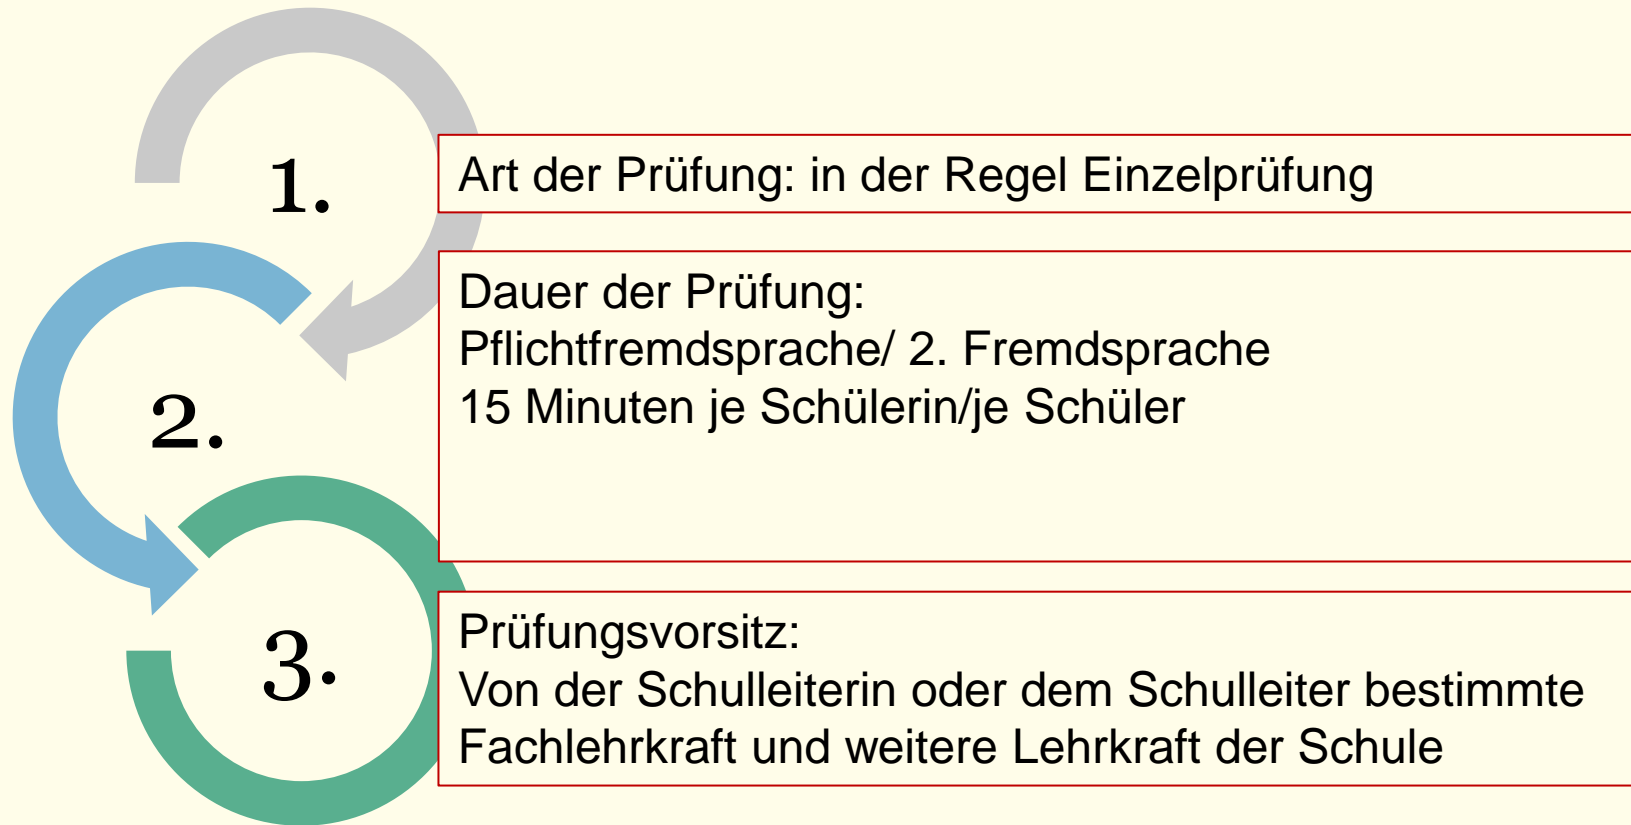 1.
Art der Prüfung: in der Regel Einzelprüfung
2.
Dauer der Prüfung:
Pflichtfremdsprache/ 2. Fremdsprache
15 Minuten je Schülerin/je Schüler
3.
Prüfungsvorsitz:
Von der Schulleiterin oder dem Schulleiter bestimmte
Fachlehrkraft und weitere Lehrkraft der Schule